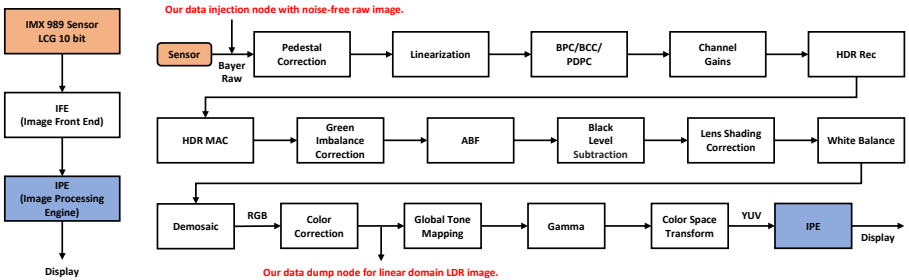 IMX 989 Sensor
LCG 10 bit
IFE
(Image Front End)
IPE
(Image Processing
Engine)
Display
Our data injection node with noise-free raw image.
Sensor
Bayer
Raw
Pedestal
Correction
Linearization
BPC/BCC/
PDPC
Channel
Gains
HDR Rec
HDR MAC
Green
Imbalance
Correction
ABF
Black
Level
Subtraction
Lens Shading
Correction
White Balance
Demosaic
RGB
Color
Correction
Global Tone
Mapping
Gamma
Color Space
Transform
YUV
IPE
Display
Our data dump node for linear domain LDR image.